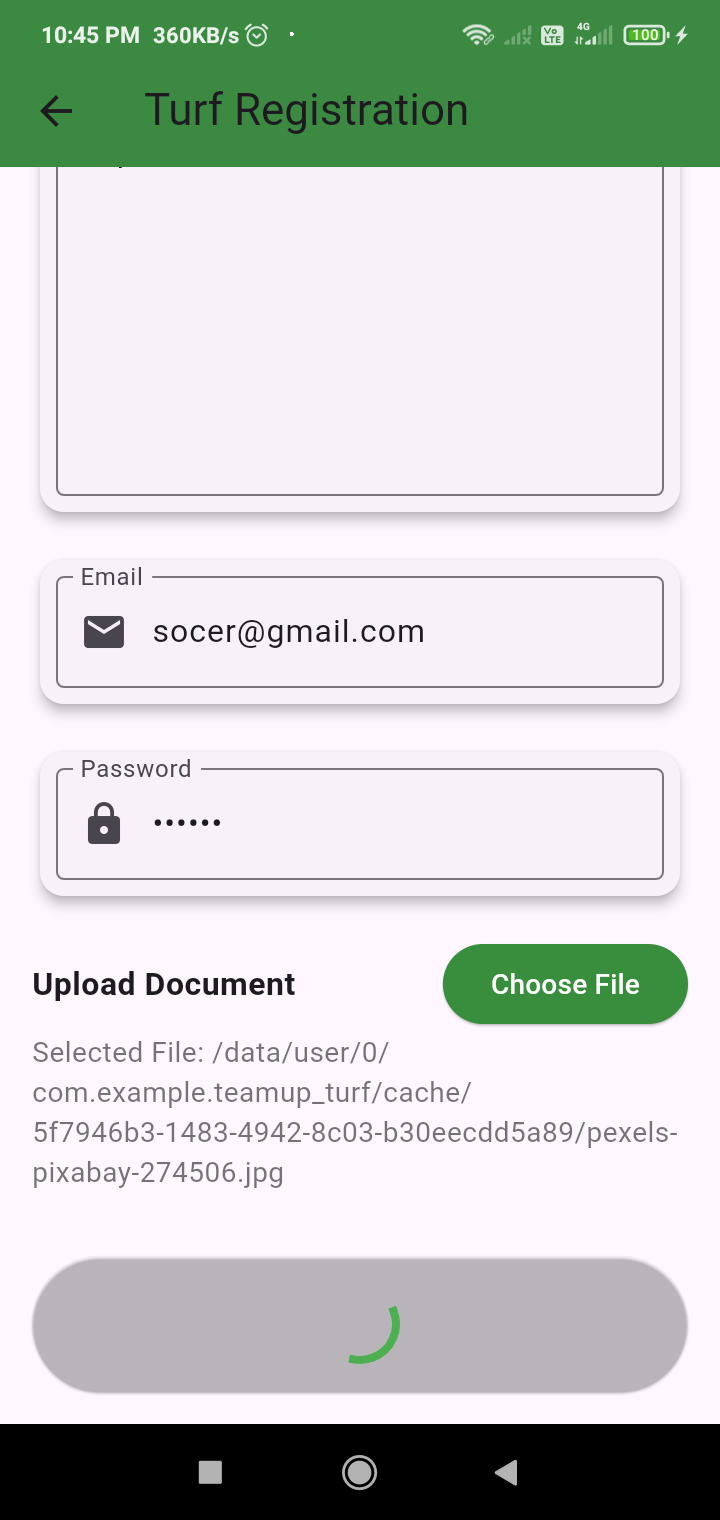 10:45 PM 360KB/s Vo LTE 4G 100
Turf Registration
Email
socer@gmail.com
Password
••••••
Upload Document
Choose File
Selected File: /data/user/0/
com.example.teamup_turf/cache/
5f7946b3-1483-4942-8c03-b30eecdd5a89/pexels-
pixabay-274506.jpg